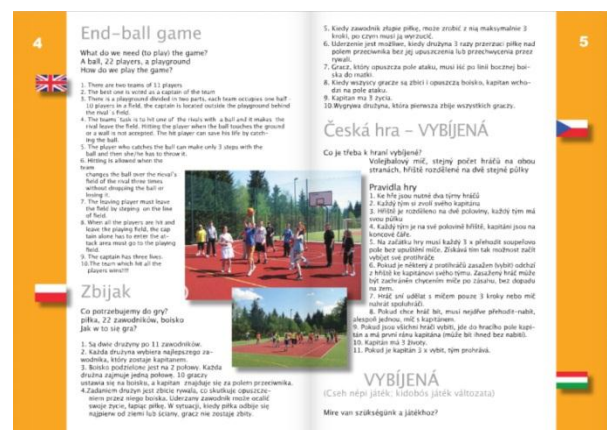 4
End-ball game
What do we need (to play) the game?
A ball, 22 players, a playground
How do we play the game?
1. There are two teams of 11 players
2. The best one is voted as a captain of the team
3. There is a playground divided in two parts, each team occupies one half -
10 players in a field, the captain is located outside the playground behind
the rival's field.
4. The teams' task is to hit one of the rivals with a ball and it makes the
rival leave the field. Hitting the player when the ball touches the ground
or a wall is not accepted. The hit player can save his life by catch-
ing the ball.
5. The player who catches the ball can make only 3 steps with the
ball and then she/he has to throw it.
6. Hitting is allowed when the
team
changes the ball over the rival's
field of the rival three times
without dropping the ball or
losing it.
7. The leaving player must leave
the field by steping on the line
of field.
8. When all the players are hit and
leave the playing field, the cap
tain alone has to enter the at-
tack area must go to the playing
field.
9. The captain has three lives.
10. The team which hit all the
players wins!!!
Zbijak
Co potrzebujemy do gry?
piłka, 22 zawodników, boisko
Jak w to się gra?
1. Są dwie drużyny po 11 zawodników.
2. Każda drużyna wybiera najlepszego za-
wodnika, który zostaje kapitanem.
3. Boisko podzielone jest na 2 połowy. Każda
drużna zajmuje jedną połowę. 10 graczy
ustawia się na boisku, a kapitan znajduje się za polem przeciwnika.
4.Zadaniem drużyn jest zbicie rywala, co skutkuje opuszcze-
niem przez niego boiska. Uderzany zawodnik może ocalić
swoje życie, łapiąc piłkę. W sytuacji, kiedy piłka odbije się
najpierw od ziemi lub ściany, gracz nie zostaje zbity.
5
5. Kiedy zawodnik złapie piłkę, może zrobić z nią maksymalnie 3
kroki, po czym musi ją wyrzucić.
6. Uderzenie jest możliwe, kiedy drużyna 3 razy przerzuci piłkę nad
polem przeciwnika bez jej upuszczenia lub przechwycenia przez
rywali.
7. Gracz, który opuszcza pole ataku, musi iść po linii bocznej boi-
ska do rzutki.
8. Kiedy wszyscy gracze są zbici i opuszczą boisko, kapitan wcho-
dzi na pole ataku.
9. Kapitan ma 3 życia.
10.Wygrywa drużyna, która pierwsza zbije wszystkich graczy.
Česká hra – VYBÍJENÁ
Co je třeba k hraní vybíjené?
Volejbalový míč, stejný počet hráčů na obou
stranách, hřiště rozdělené na dvě stejné půlky
Pravidla hry
1. Ke hře jsou nutné dva týmy hráčů
2. Každý tým si zvolí svého kapitána
3. Hřiště je rozděleno na dvě poloviny, každý tým má
svou půlku
4. Každý tým je na své polovině hřiště, kapitáni jsou na
koncové čáře.
5. Na začátku hry musí každý 3 x přehodit soupeřovo
pole bez upuštění míče. Získává tím tak možnost začít
vybíjet své protihráče.
6. Pokud je některý z protihráčů zasažen (vybit) odchází
z hřiště ke kapitánovi svého týmu. Zasažený hráč může
být zachráněn chycením míče po zásahu, bez dopadu
na zem.
7. Hráč smí udělat s míčem pouze 3 kroky nebo míč
nahrát spoluhráči.
8. Pokud chce hráč bít, musí nejdříve přehodit-nabít,
alespoň jednou, míč s kapitánem.
9. Pokud jsou všichni hráči vybiti, jde do hracího pole kapi-
tán a má první ránu kapitána (může bít ihned bez nabití).
10. Kapitán má 3 životy.
11. Pokud je kapitán 3 x vybit, tým prohrává.
VYBÍJENÁ
(Cseh népi játék: kidobós játék változata)
Mire van szükségünk a játékhoz?